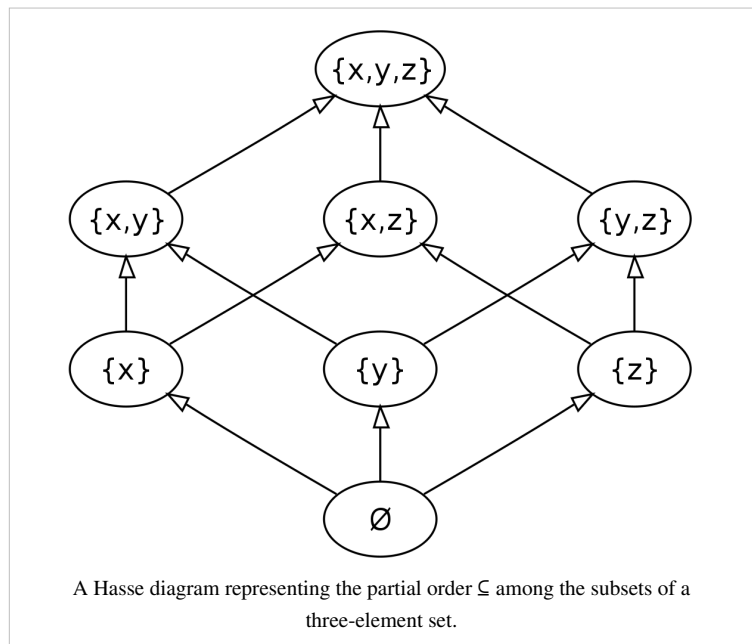 {x,y,z}
{x,y} {x,z} {y,z}
{x} {y} {z}
Ø
A Hasse diagram representing the partial order ⊆ among the subsets of a
three-element set.